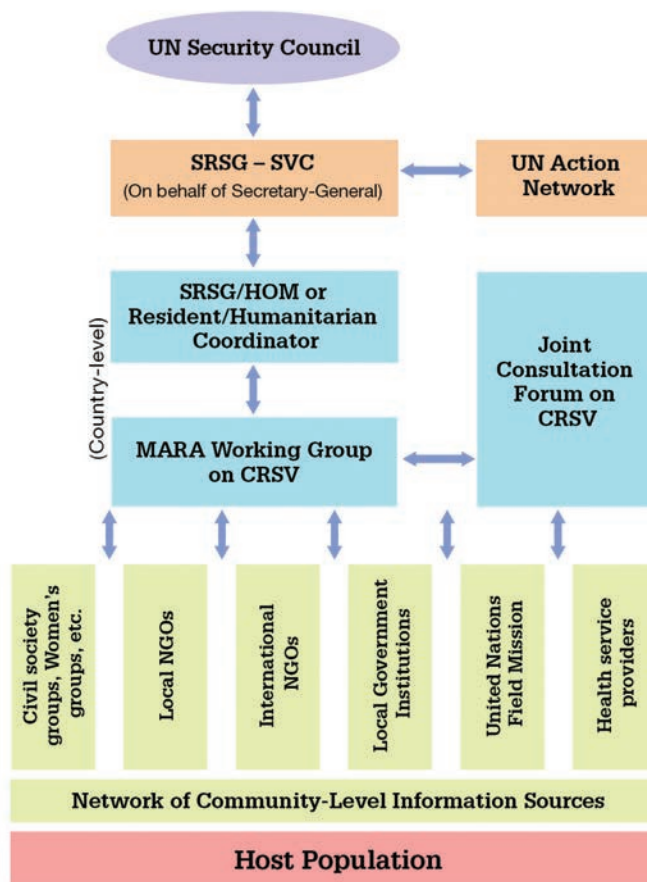 UN Security Council
SRSG – SVC
(On behalf of Secretary-General)
UN Action
Network
(Country-level)
SRSG/HOM or
Resident/Humanitarian
Coordinator
Joint
Consultation
Forum on
CRSV
MARA Working Group
on CRSV
Civil society
groups, Women's
groups, etc.
Local NGOs
International
NGOs
Local Government
Institutions
United Nations
Field Mission
Health service
providers
Network of Community-Level Information Sources
Host Population